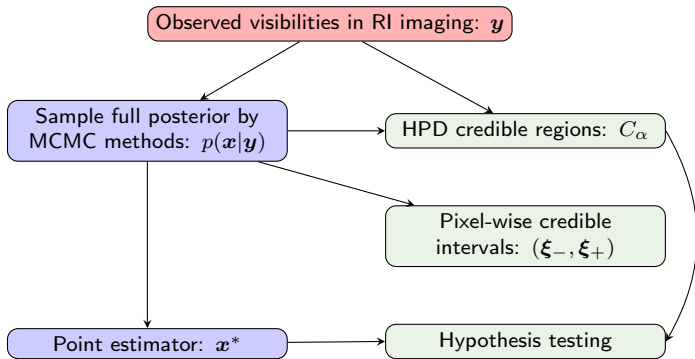 Observed visibilities in RI imaging: y
Sample full posterior by
MCMC methods: p(x|y)
HPD credible regions: C_α
Pixel-wise credible
intervals: (ξ₋, ξ₊)
Point estimator: x*
Hypothesis testing